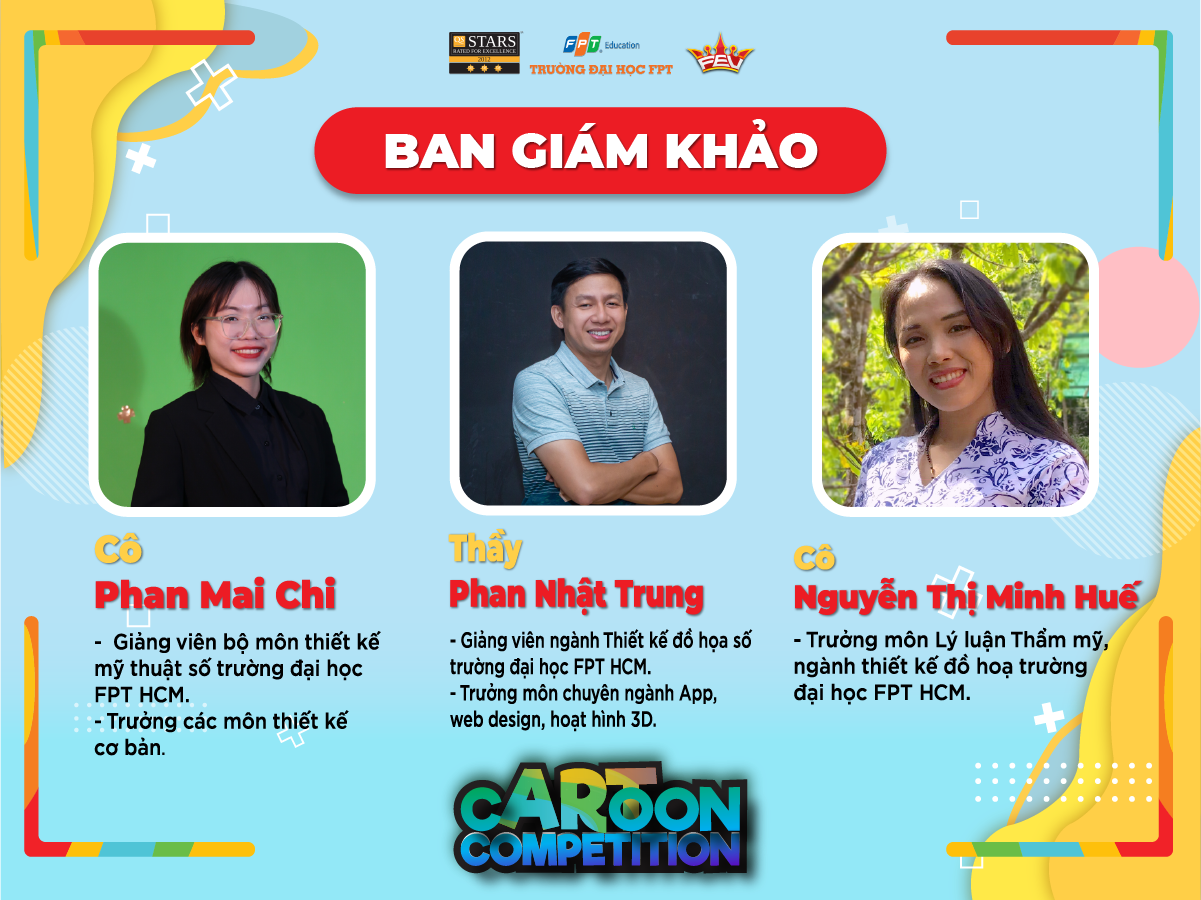 QS STARS
RATED FOR EXCELLENCE
2012
FPT Education
TRƯỜNG ĐẠI HỌC FPT
FEV
BAN GIÁM KHẢO
Cô
Phan Mai Chi
- Giảng viên bộ môn thiết kế
mỹ thuật số trường đại học
FPT HCM.
- Trưởng các môn thiết kế
cơ bản.
Thầy
Phan Nhật Trung
- Giảng viên ngành Thiết kế đồ họa số
trường đại học FPT HCM.
- Trưởng môn chuyên ngành App,
web design, hoạt hình 3D.
Cô
Nguyễn Thị Minh Huế
- Trưởng môn Lý luận Thẩm mỹ,
ngành thiết kế đồ hoạ trường
đại học FPT HCM.
CARTOON
COMPETITION